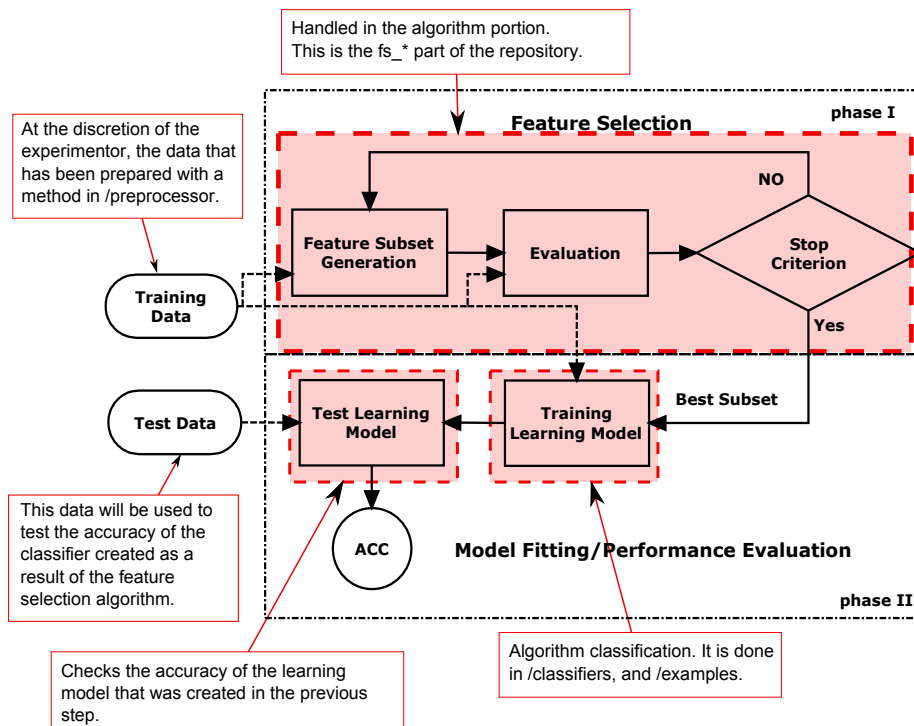 Handled in the algorithm portion.
This is the fs_* part of the repository.
phase I
Feature Selection
At the discretion of the
experimentor, the data that
has been prepared with a
method in /preprocessor.
NO
Feature Subset
Generation
Evaluation
Stop
Criterion
Training
Data
Yes
Best Subset
Test Data
Test Learning
Model
Training
Learning Model
This data will be used to
test the accuracy of the
classifier created as a
result of the feature
selection algorithm.
ACC
Model Fitting/Performance Evaluation
phase II
Checks the accuracy of the learning
model that was created in the previous
step.
Algorithm classification. It is done
in /classifiers, and /examples.